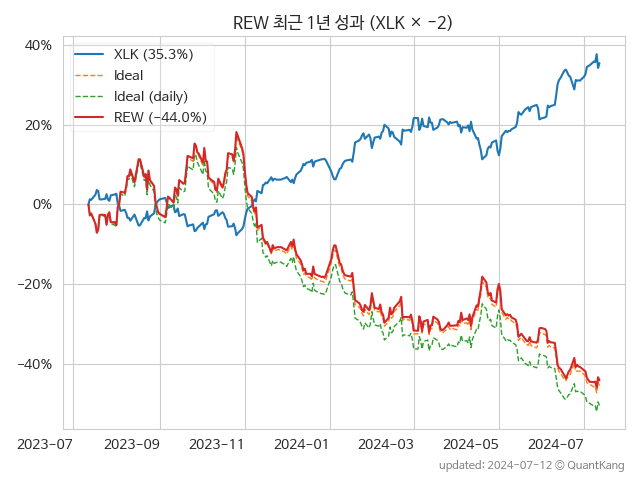 REW 최근 1년 성과 (XLK × -2)
XLK (35.3%)
Ideal
Ideal (daily)
REW (−44.0%)
40%
20%
0%
−20%
−40%
2023-07
2023-09
2023-11
2024-01
2024-03
2024-05
2024-07
updated: 2024-07-12 © QuantKang